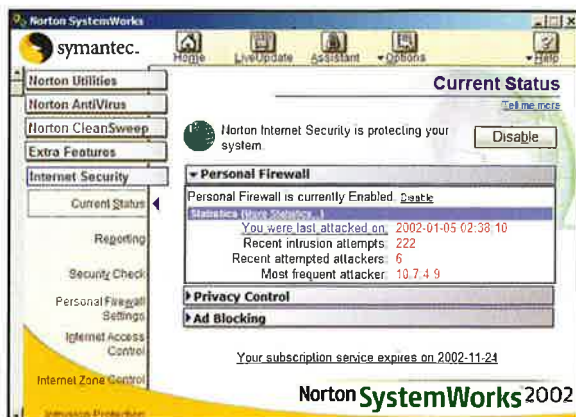 Norton SystemWorks
symantec.
Home
LiveUpdate
Assistant
Options
Help
Norton Utilities
Norton AntiVirus
Norton CleanSweep
Extra Features
Internet Security
Current Status
Reporting
Security Check
Personal Firewall
Settings
Internet Access
Control
Internet Zone Control
Intrusion Protection
Current Status
Tell me more
Norton Internet Security is protecting your
system.
Disable
Personal Firewall
Personal Firewall is currently Enabled. Disable
Statistics (More Statistics...)
You were last attacked on: 2002-01-05 02:38:10
Recent intrusion attempts: 222
Recent attempted attackers: 6
Most frequent attacker: 10.7.4.9
Privacy Control
Ad Blocking
Your subscription service expires on 2002-11-24
Norton SystemWorks 2002